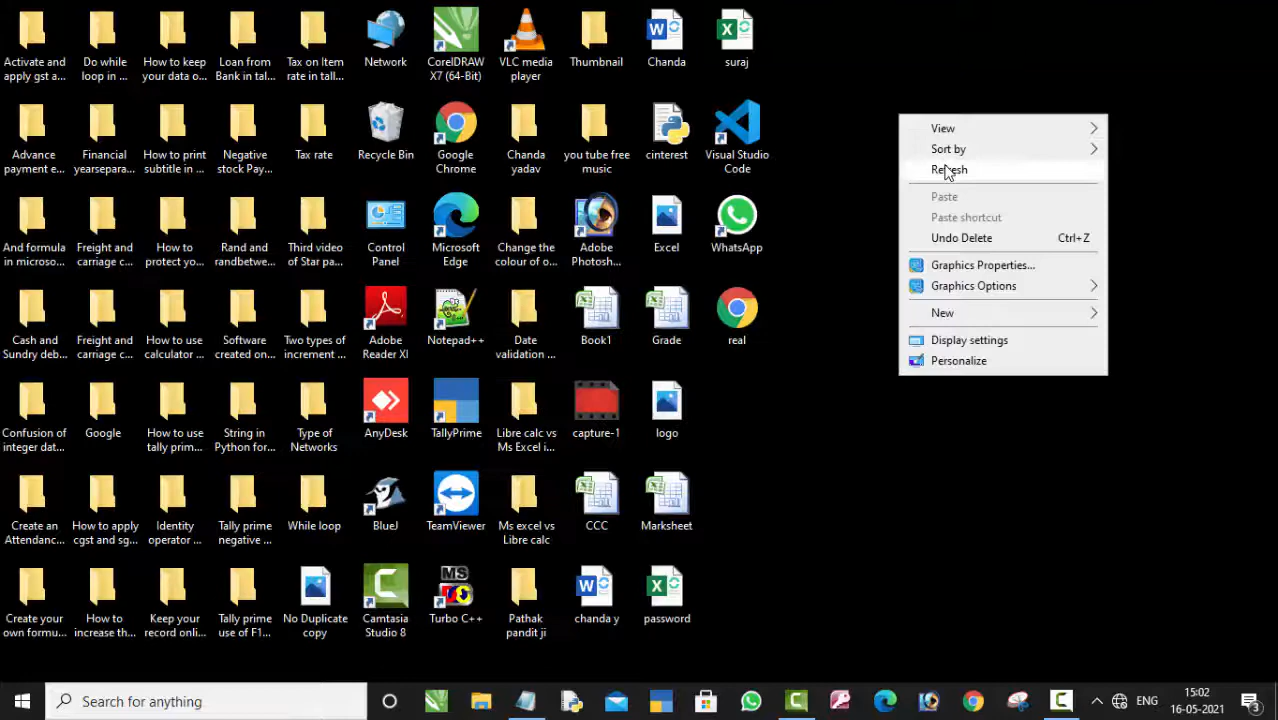 Activate and
apply gst a...
Do while
loop in ...
How to keep
your data o...
Loan from
Bank in tal...
Tax on Item
rate in tall...
Network
CorelDRAW
X7 (64-Bit)
VLC media
player
Thumbnail
Chanda
suraj
Advance
payment e...
Financial
yearsepara...
How to print
subtitle in ...
Negative
stock Pay...
Tax rate
Recycle Bin
Google
Chrome
Chanda
yadav
you tube free
music
cinterest
Visual Studio
Code
And formula
in microso...
Freight and
carriage c...
How to
protect yo...
Rand and
randbetwe...
Third video
of Star pa...
Control
Panel
Microsoft
Edge
Change the
colour of o...
Adobe
Photosh...
Excel
WhatsApp
Cash and
Sundry deb...
Freight and
carriage c...
How to use
calculator ...
Software
created on...
Two types of
increment ...
Adobe
Reader XI
Notepad++
Date
validation ...
Book1
Grade
real
Confusion of
integer dat...
Google
How to use
tally prim...
String in
Python for...
Type of
Networks
AnyDesk
TallyPrime
Libre calc vs
Ms Excel i...
capture-1
logo
Create an
Attendanc...
How to apply
cgst and sg...
Identity
operator ...
Tally prime
negative ...
While loop
BlueJ
TeamViewer
Ms excel vs
Libre calc
CCC
Marksheet
Create your
own formu...
How to
increase th...
Keep your
record onli...
Tally prime
use of F1...
No Duplicate
copy
Camtasia
Studio 8
MS
Turbo C++
Pathak
pandit ji
chanda y
password
View
Sort by
Refresh
Paste
Paste shortcut
Undo Delete Ctrl+Z
Graphics Properties...
Graphics Options
New
Display settings
Personalize
Search for anything
ENG
15:02
16-05-2021
3